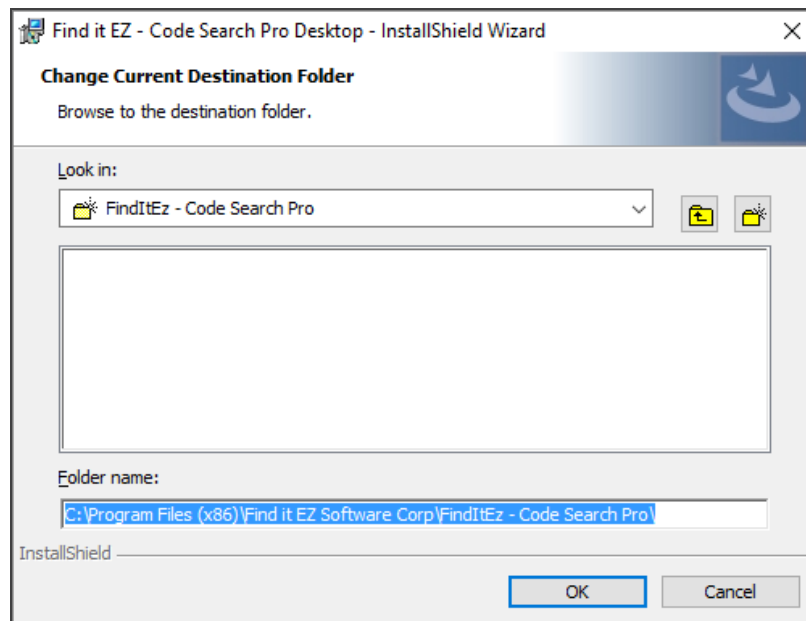 Find it EZ - Code Search Pro Desktop - InstallShield Wizard
Change Current Destination Folder
Browse to the destination folder.
Look in:
FindItEz - Code Search Pro
Folder name:
C:\Program Files (x86)\Find it EZ Software Corp\FindItEz - Code Search Pro\
InstallShield
OK Cancel